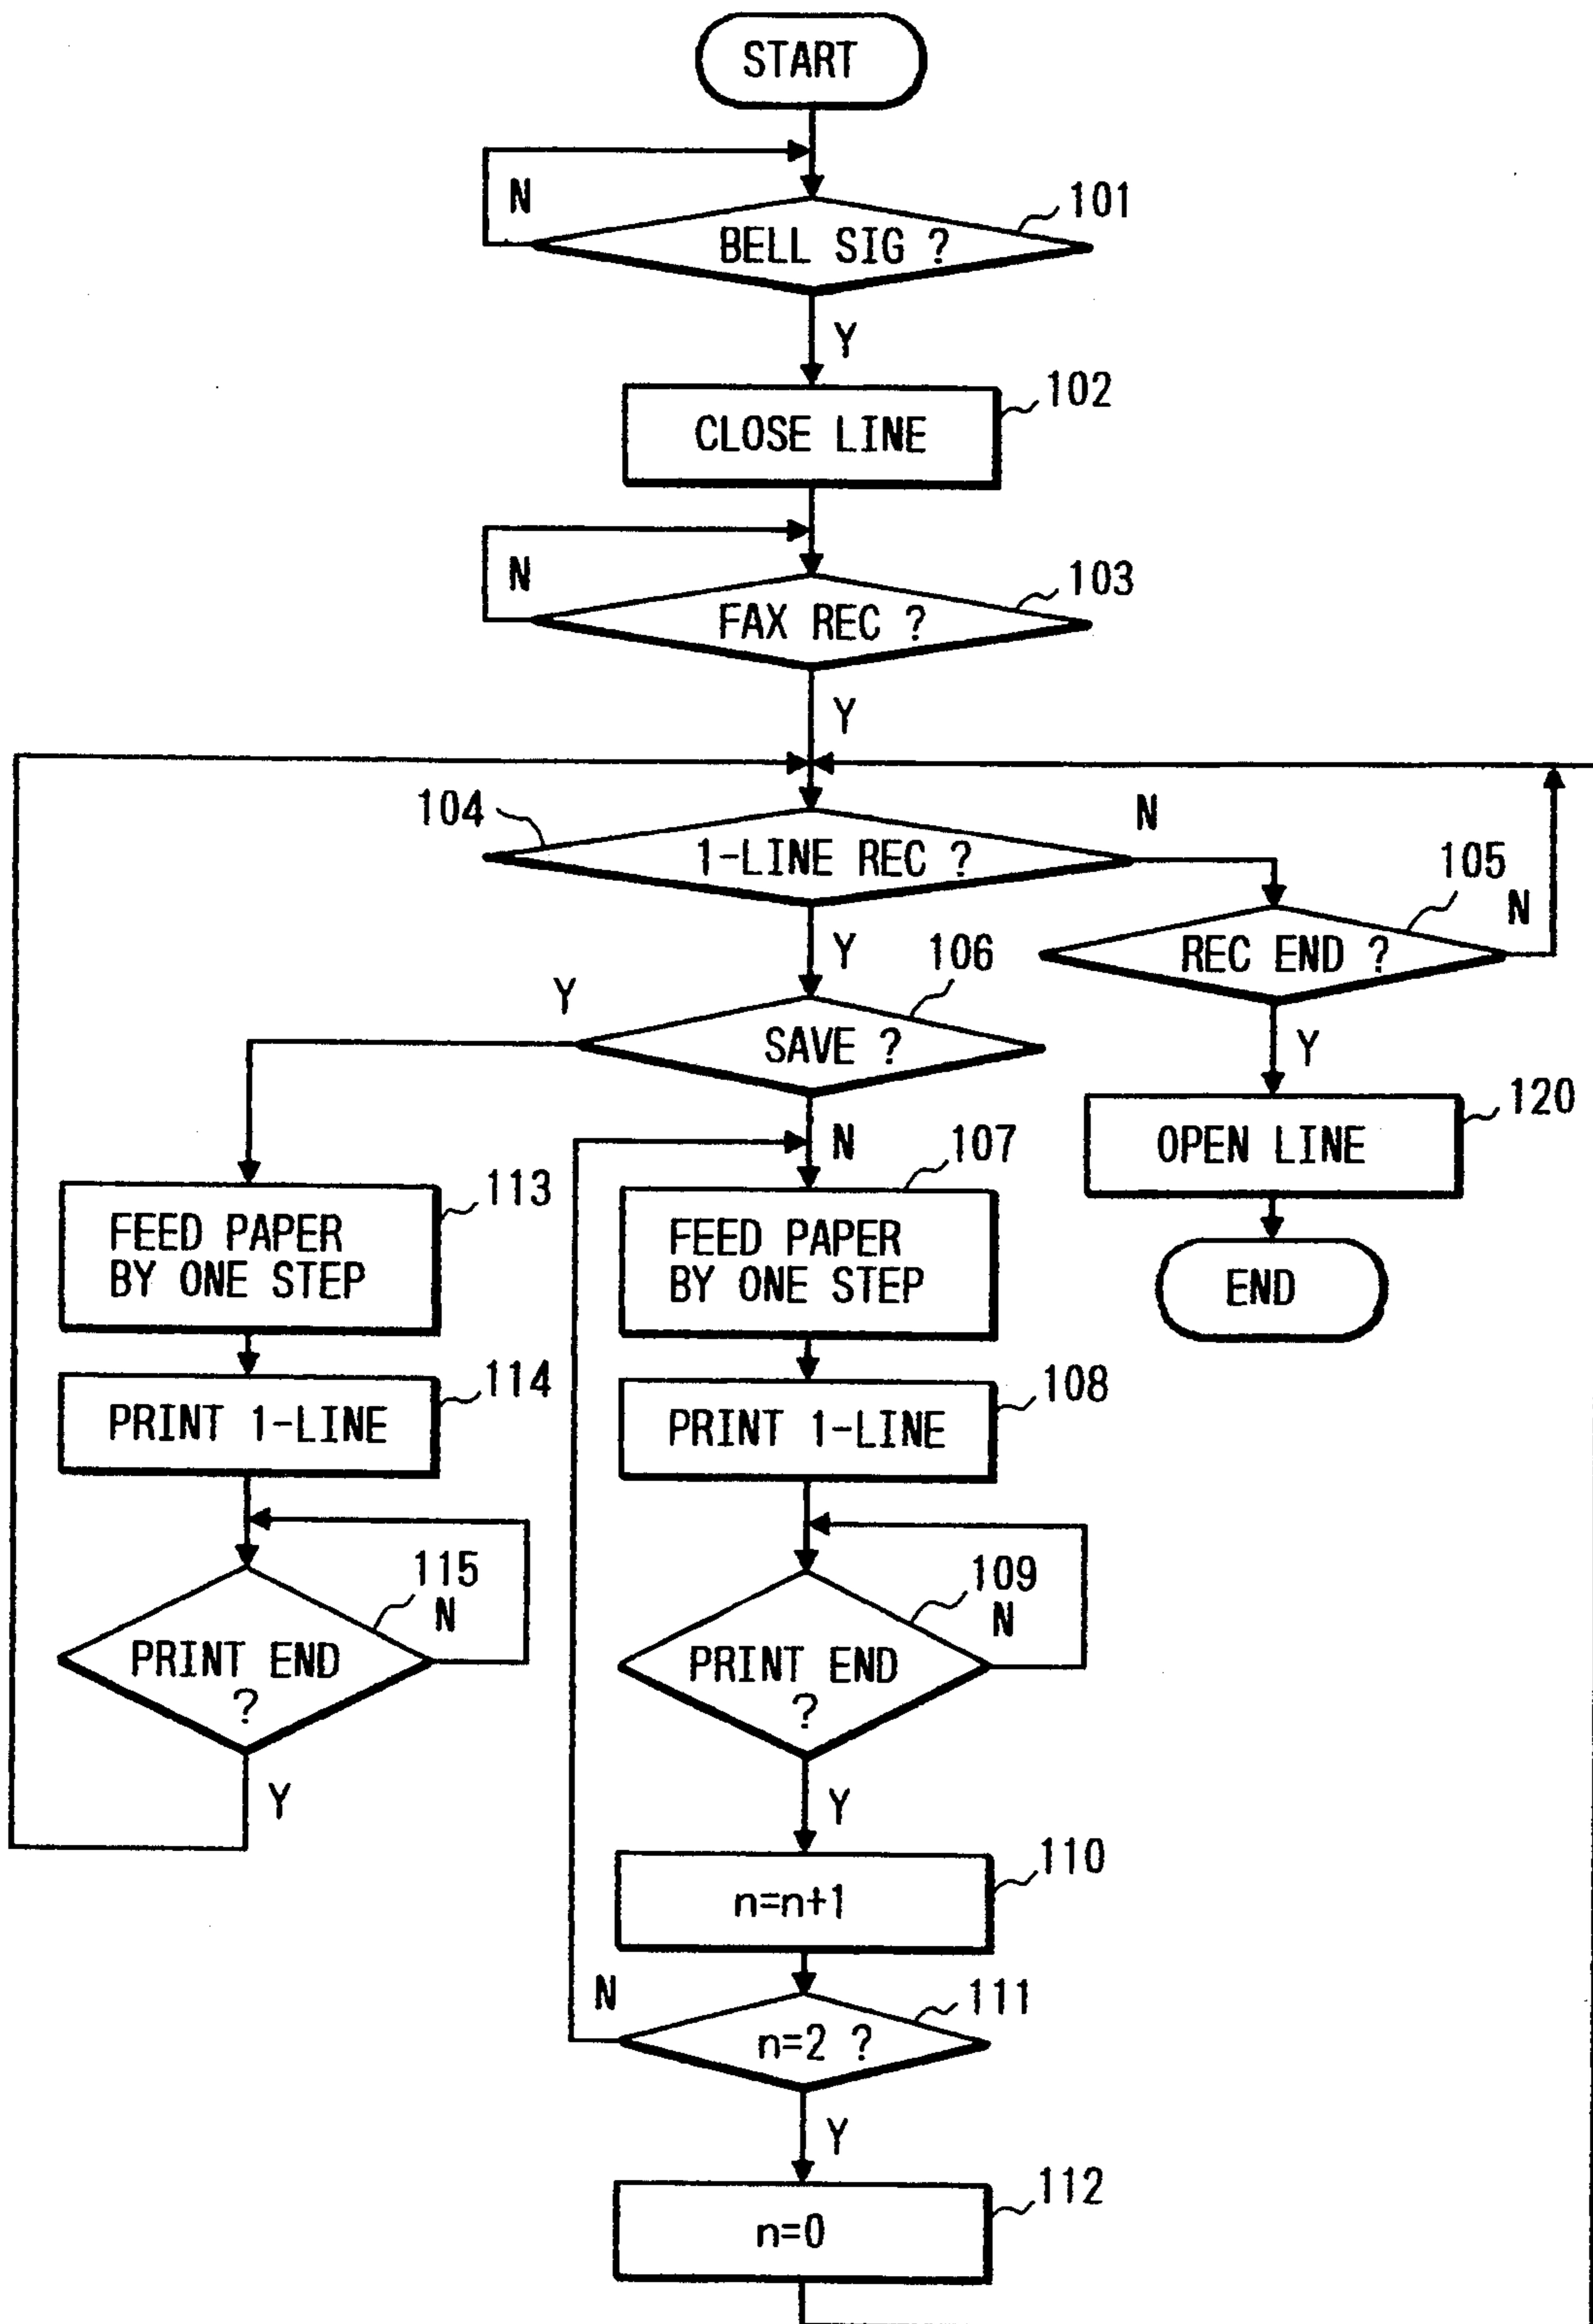 START
N
101
BELL SIG ?
Y
102
CLOSE LINE
N
103
FAX REC ?
Y
104
1-LINE REC ?
N
105
N
REC END ?
Y
106
Y
SAVE ?
Y
120
OPEN LINE
N
107
113
FEED PAPER
BY ONE STEP
FEED PAPER
BY ONE STEP
END
114
PRINT 1-LINE
108
PRINT 1-LINE
115
N
PRINT END
?
Y
109
N
PRINT END
?
Y
110
n=n+1
N
111
n=2 ?
Y
112
n=0